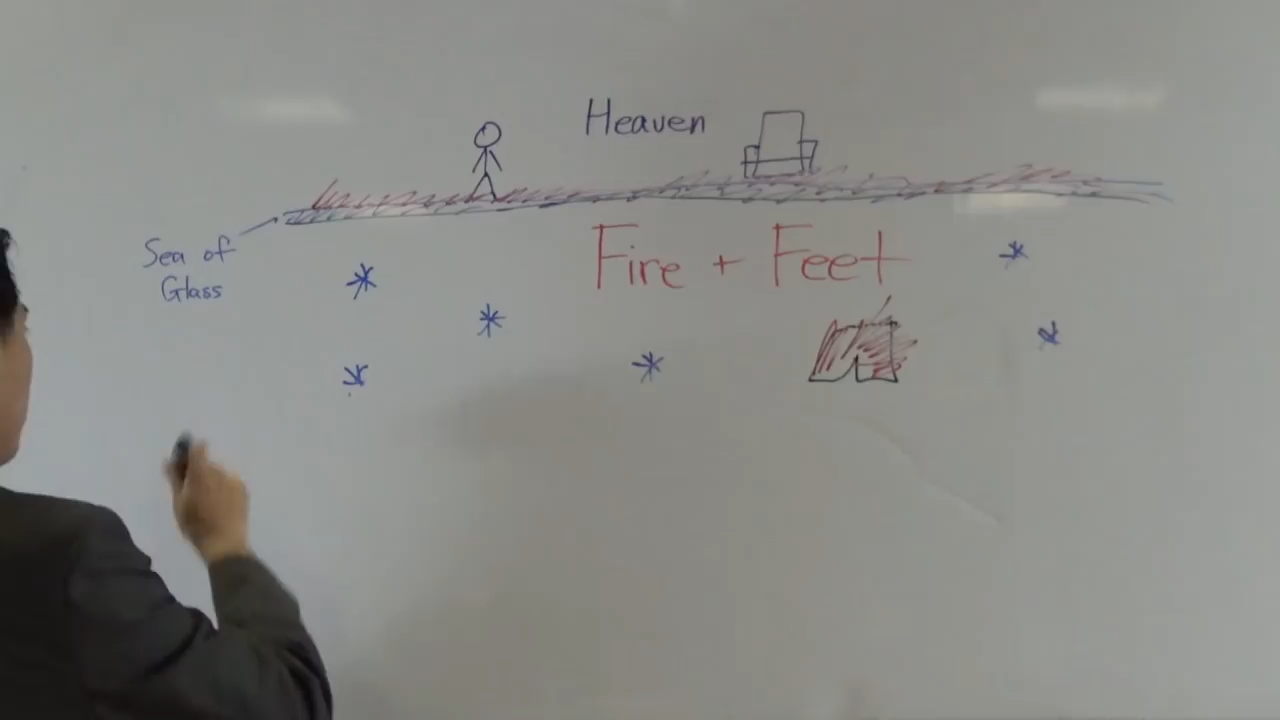 Heaven
Sea of
Glass
Fire + Feet